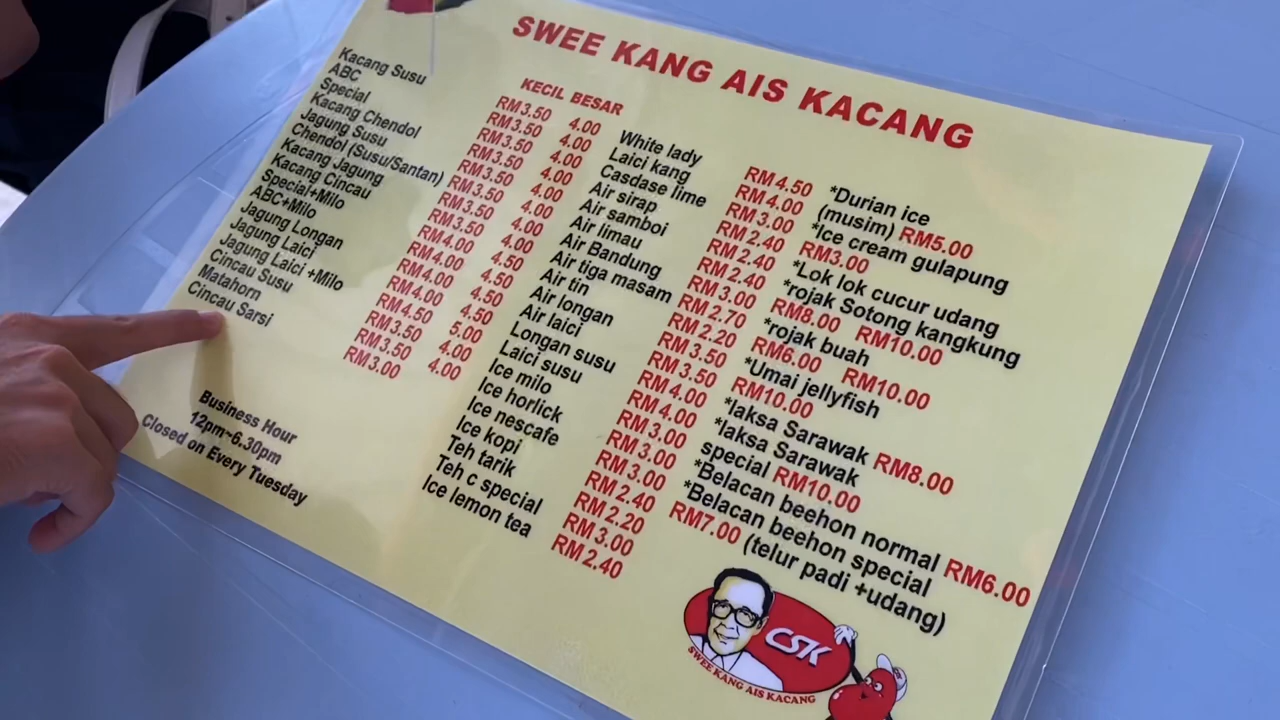 SWEE KANG AIS KACANG
KECIL BESAR
Kacang Susu RM3.50 4.00
ABC RM3.50 4.00
Special RM3.50 4.00
Kacang Chendol RM3.50 4.00
Jagung Susu RM3.50 4.00
Chendol (Susu/Santan) RM3.50 4.00
Kacang Jagung RM3.50 4.00
Kacang Cincau RM3.50 4.00
Special+Milo RM4.00 4.50
ABC+Milo RM4.00 4.50
Jagung Longan RM4.00 4.50
Jagung Laici RM4.00 4.50
Jagung Laici +Milo RM4.50 5.00
Cincau Susu RM3.50 4.00
Matahorn RM3.50 4.00
Cincau Sarsi RM3.00
Business Hour
12pm~6.30pm
Closed on Every Tuesday
White lady RM4.50
Laici kang RM4.00
Casdase lime RM3.00
Air sirap RM2.40
Air samboi RM2.40
Air limau RM2.40
Air Bandung RM3.00
Air tiga masam RM2.70
Air tin RM2.20
Air longan RM3.50
Air laici RM3.50
Longan susu RM4.00
Laici susu RM4.00
Ice milo RM3.00
Ice horlick RM3.00
Ice nescafe RM3.00
Ice kopi RM2.40
Teh tarik RM2.20
Teh c special RM3.00
Ice lemon tea RM2.40
*Durian ice
(musim) RM5.00
*Ice cream gulapung
RM3.00
*Lok lok cucur udang
*rojak Sotong kangkung
RM8.00 RM10.00
*rojak buah
RM6.00 RM10.00
*Umai jellyfish
RM10.00
*laksa Sarawak RM8.00
*laksa Sarawak
special RM10.00
*Belacan beehon normal RM6.00
*Belacan beehon special
RM7.00 (telur padi +udang)
CSK
SWEE KANG AIS KACANG